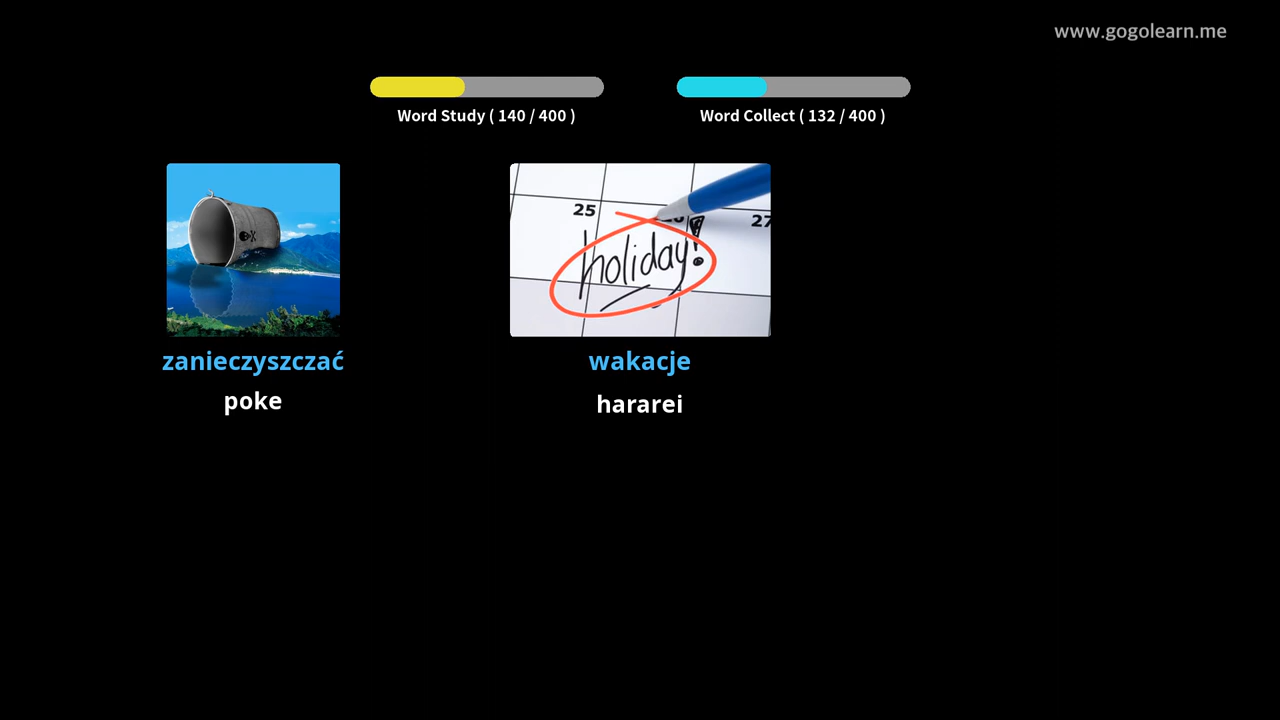 www.gogolearn.me
Word Study ( 140 / 400 )
Word Collect ( 132 / 400 )
25
27
holiday!
zanieczyszczać
wakacje
poke
hararei